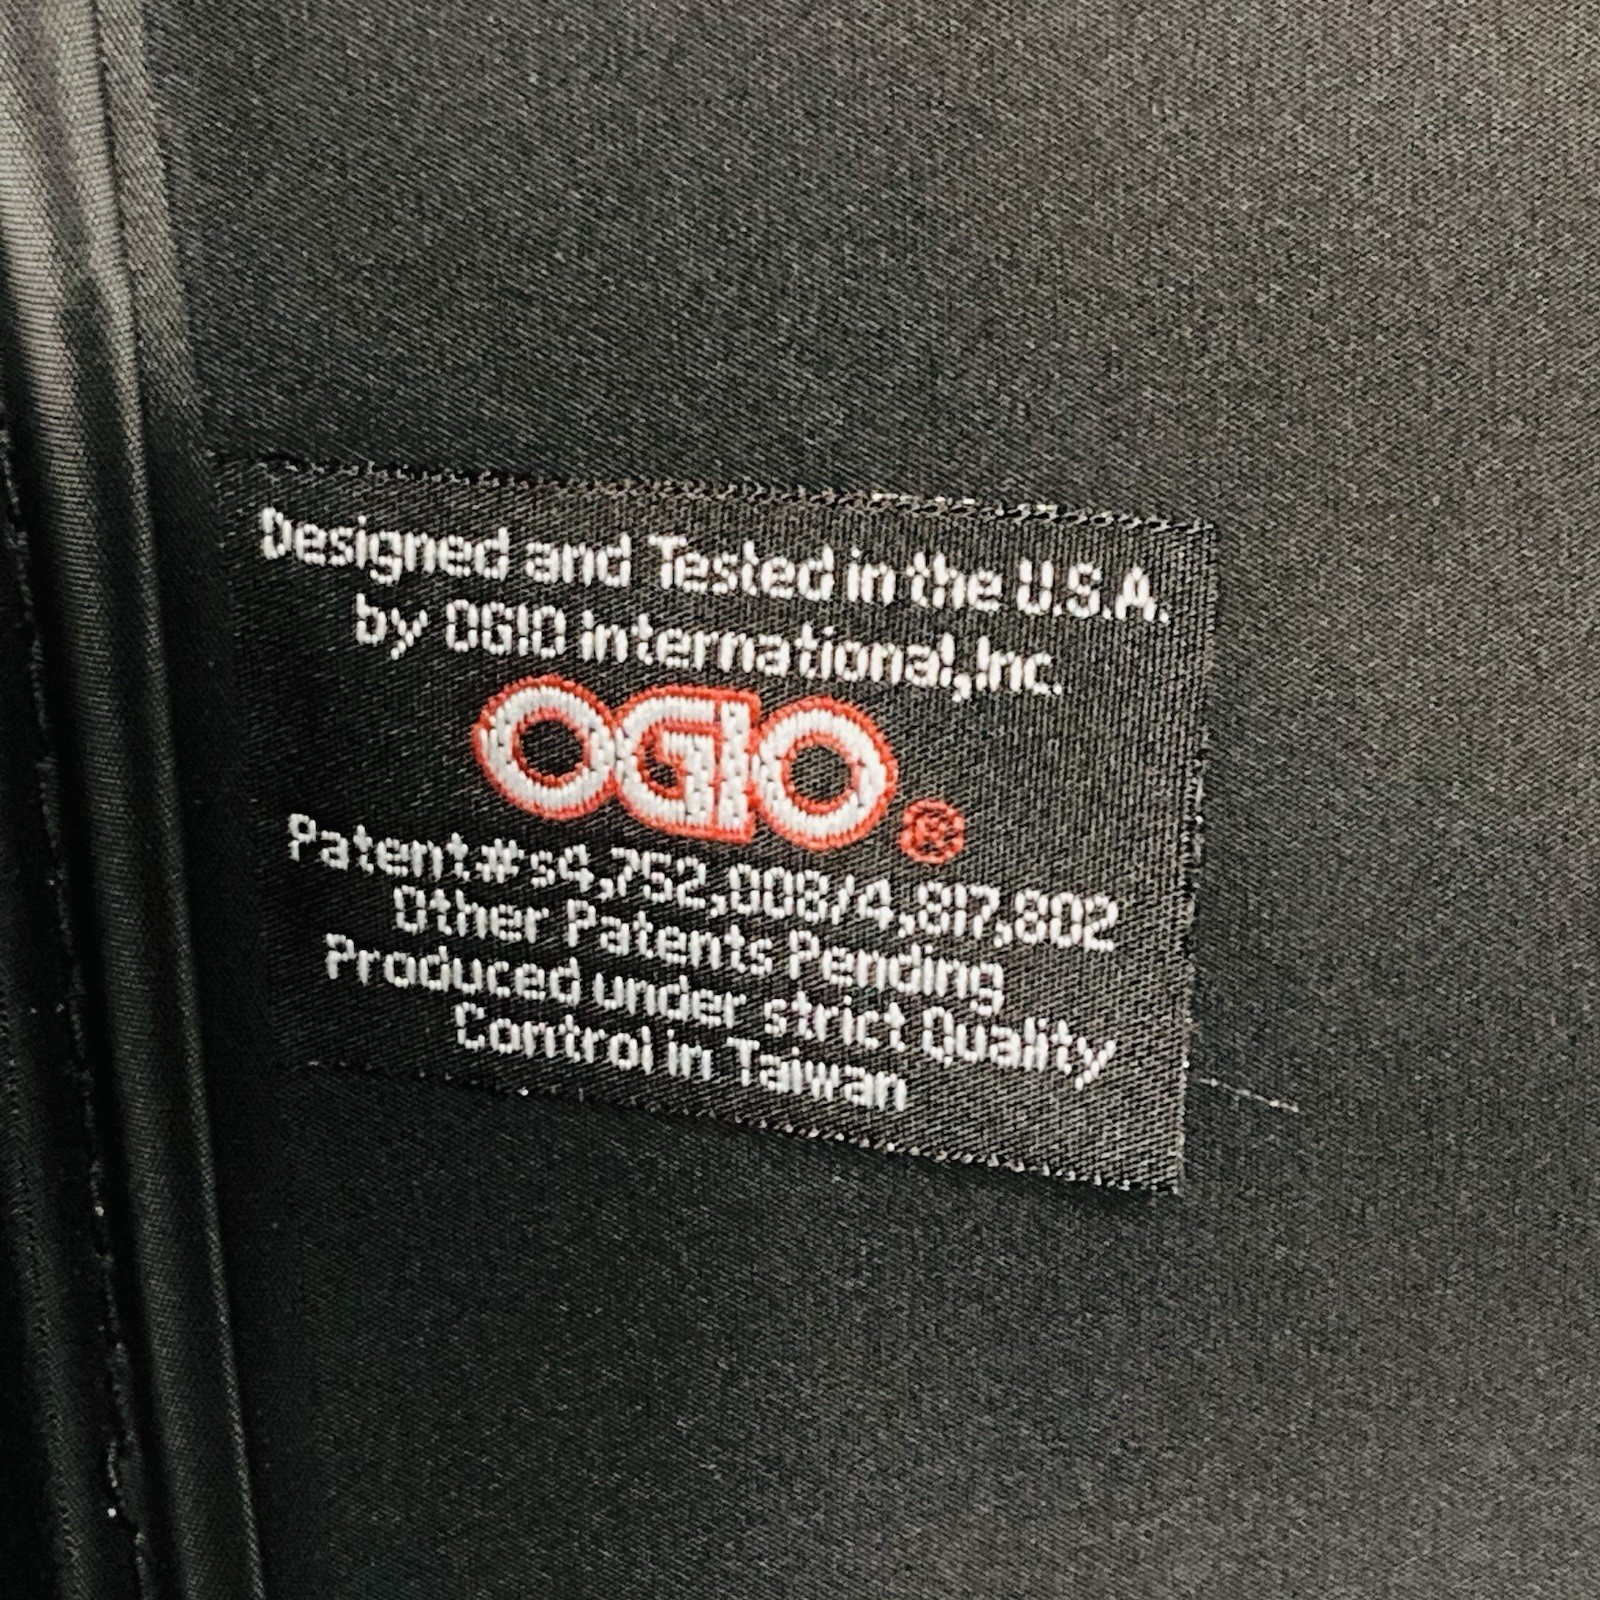 Designed and Tested in the U.S.A.
by OGIO International, Inc.
OGIO®
Patent#s4,752,008/4,817,802
Other Patents Pending
Produced under strict Quality
Control in Taiwan